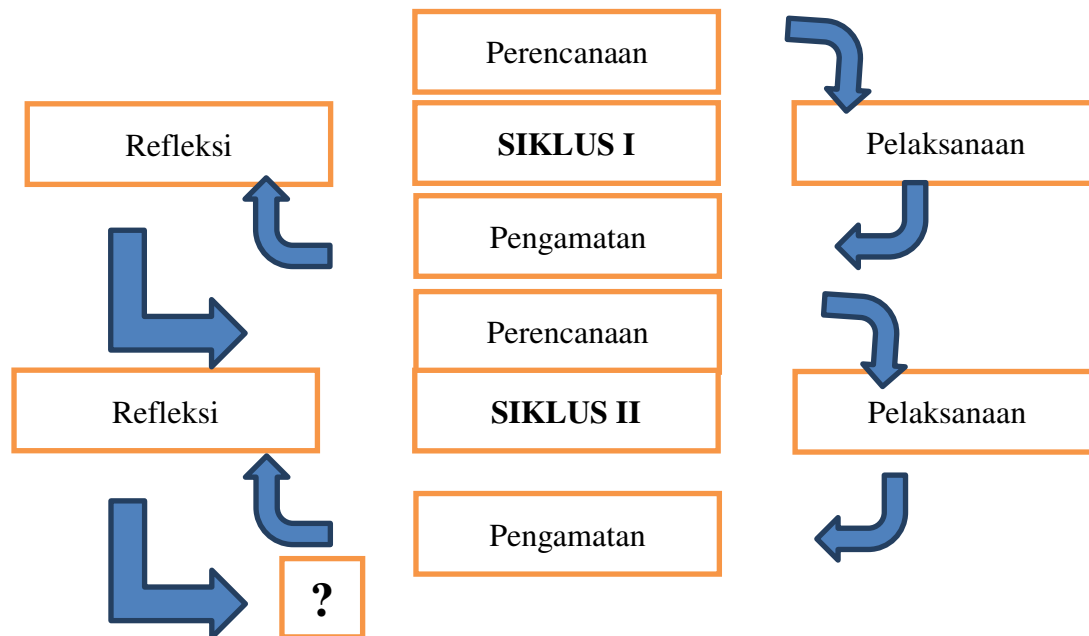 Perencanaan
Refleksi
SIKLUS I
Pelaksanaan
Pengamatan
Perencanaan
Refleksi
SIKLUS II
Pelaksanaan
Pengamatan
?